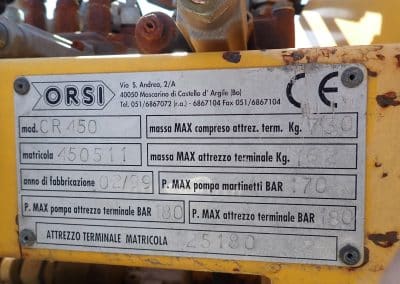 ORSI
Via S. Andrea, 2/A
40050 Mascarino di Castello d'Argile (Bo)
Tel. 051/6867072 (r.a.) - 6867104 Fax 051/6867104
CE
mod. CR 450
massa MAX compreso attrez. term. Kg.
matricola 450511
massa MAX attrezzo terminale Kg.
anno di fabbricazione 02/99
P. MAX pompa martinetti BAR 170
P. MAX pompa attrezzo terminale BAR 180
P. MAX attrezzo terminale BAR 180
ATTREZZO TERMINALE MATRICOLA 25180